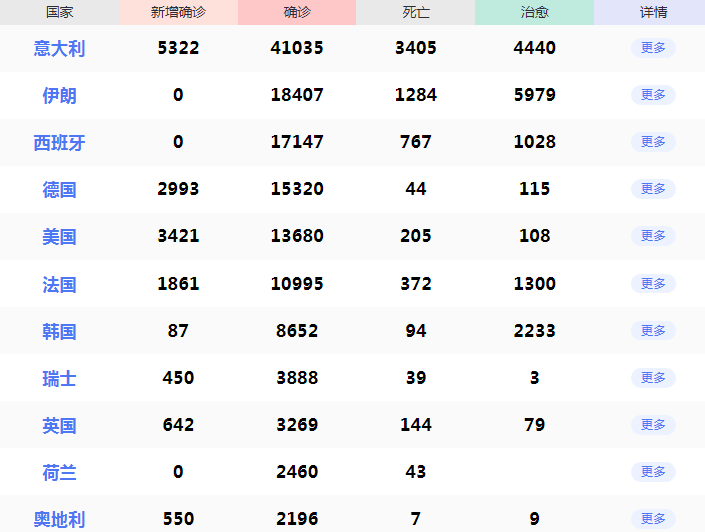 国家 新增确诊 确诊 死亡 治愈 详情
意大利 5322 41035 3405 4440 更多
伊朗 0 18407 1284 5979 更多
西班牙 0 17147 767 1028 更多
德国 2993 15320 44 115 更多
美国 3421 13680 205 108 更多
法国 1861 10995 372 1300 更多
韩国 87 8652 94 2233 更多
瑞士 450 3888 39 3 更多
英国 642 3269 144 79 更多
荷兰 0 2460 43 更多
奥地利 550 2196 7 9 更多